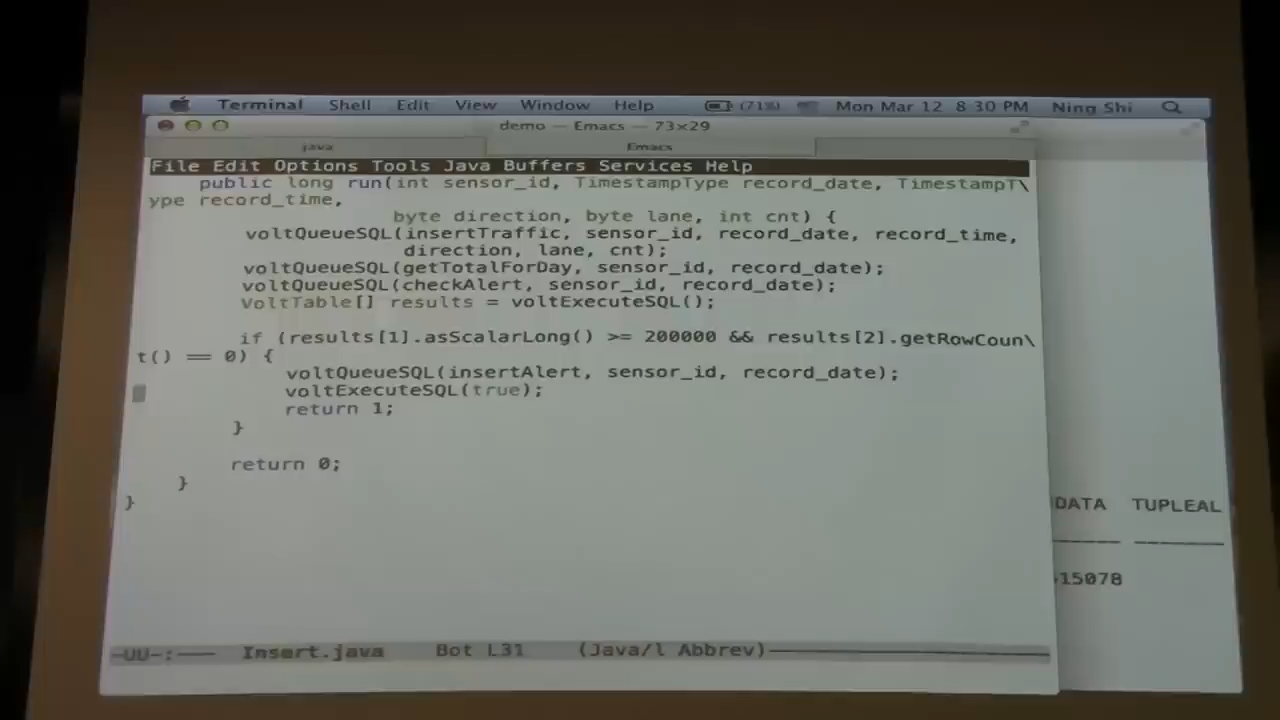 Terminal Shell Edit View Window Help (71%) Mon Mar 12 8:30 PM Ning Shi
demo — Emacs — 73×29
java Emacs
File Edit Options Tools Java Buffers Services Help
public long run(int sensor_id, TimestampType record_date, TimestampT\
ype record_time,
byte direction, byte lane, int cnt) {
voltQueueSQL(insertTraffic, sensor_id, record_date, record_time,
direction, lane, cnt);
voltQueueSQL(getTotalForDay, sensor_id, record_date);
voltQueueSQL(checkAlert, sensor_id, record_date);
VoltTable[] results = voltExecuteSQL();
if (results[1].asScalarLong() >= 200000 && results[2].getRowCoun\
t() == 0) {
voltQueueSQL(insertAlert, sensor_id, record_date);
voltExecuteSQL(true);
return 1;
}
return 0;
}
}
DATA TUPLEAL
15078
-UU-:---- Insert.java Bot L31 (Java/l Abbrev)